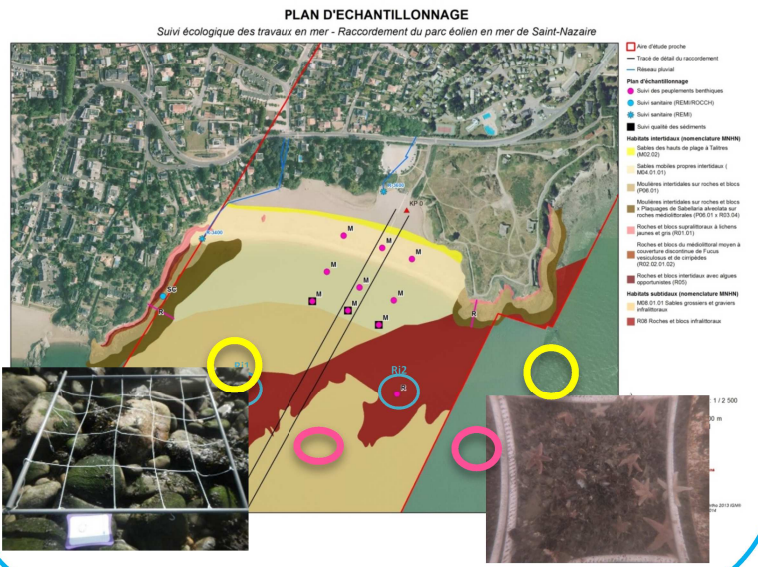 PLAN D'ECHANTILLONNAGE
Suivi écologique des travaux en mer - Raccordement du parc éolien en mer de Saint-Nazaire
Aire d'étude proche
Tracé de détail du raccordement
Réseau pluvial
Plan d'échantillonnage
Suivi des peuplements benthiques
Suivi sanitaire (REMI/ROCCH)
Suivi sanitaire (REMI)
Suivi qualité des sédiments
Habitats intertidaux (nomenclature MNHN)
Sables des hauts de plage à Talitres
(M02.02)
Sables mobiles propres intertidaux (
M04.01.01)
Moulières intertidales sur roches et blocs
(P06.01)
Moulières intertidales sur roches et blocs
x Plaquages de Sabellaria alveolata sur
roches médiolittorales (P06.01 x R03.04)
Roches et blocs supralittoraux à lichens
jaunes et gris (R01.01)
Roches et blocs du médiolittoral moyen à
couverture discontinue de Fucus
vesiculosus et de cirripèdes
(R02.02.01.02)
Roches et blocs intertidaux avec algues
opportunistes (R05)
Habitats subtidaux (nomenclature MNHN)
M06.01.01 Sables grossiers et graviers
infralittoraux
R08 Roches et blocs infralittoraux
KP 0
M
M
M
M
M
M
M
M
M
SG
R
R
Ri2
R
1 / 2 500